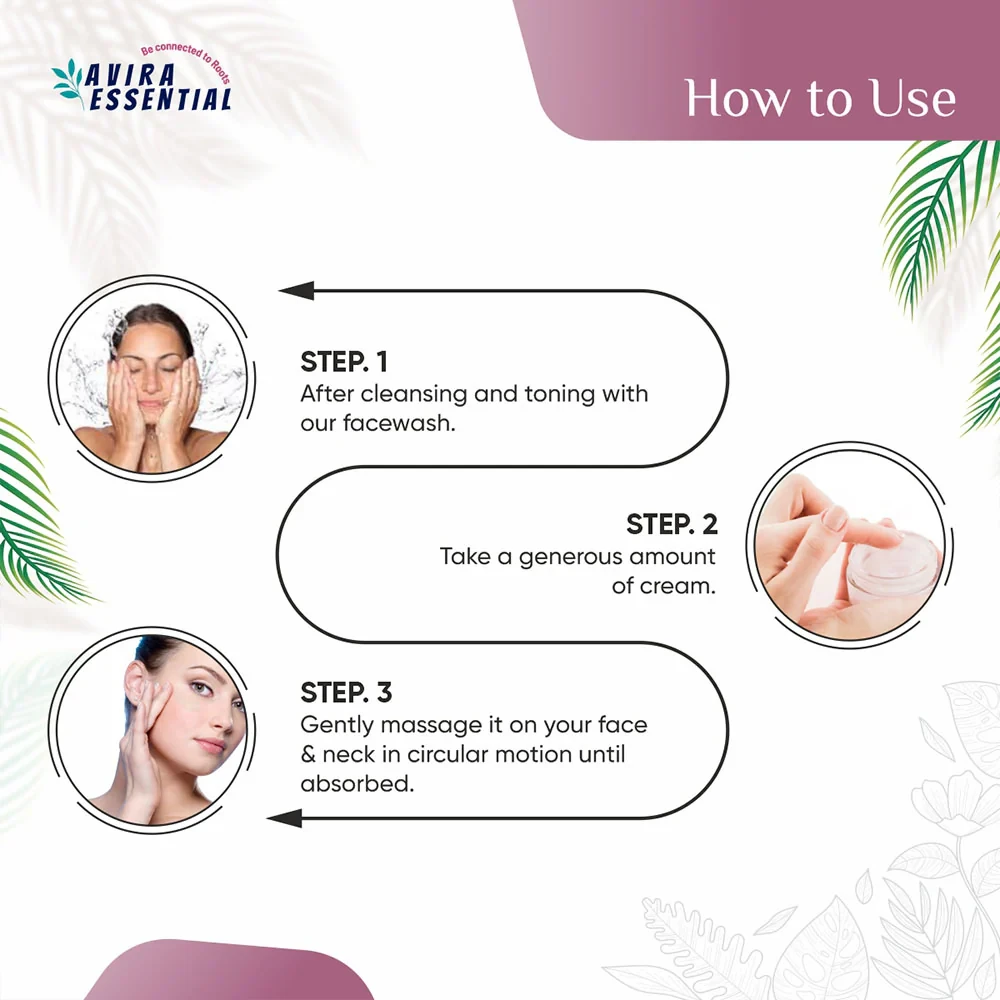 Be connected to Roots
AVIRA
ESSENTIAL
How to Use
STEP. 1
After cleansing and toning with
our facewash.
STEP. 2
Take a generous amount
of cream.
STEP. 3
Gently massage it on your face
& neck in circular motion until
absorbed.